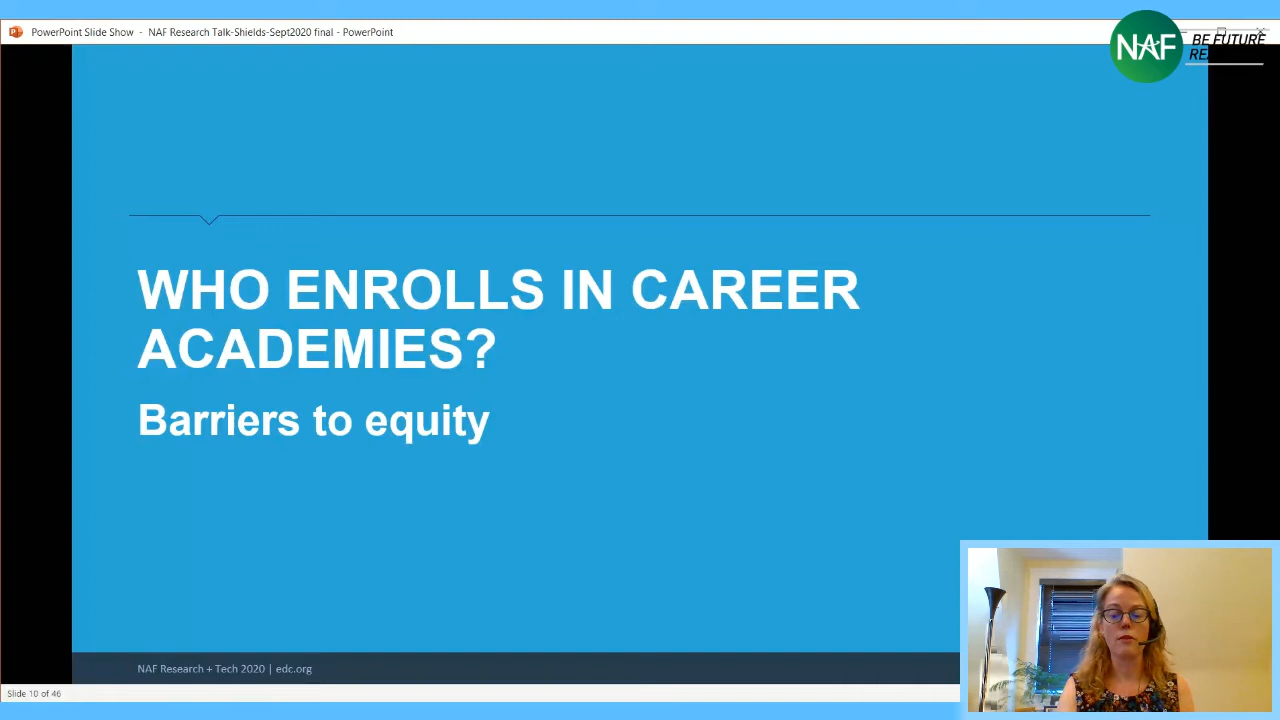 PowerPoint Slide Show - NAF Research Talk-Shields-Sept2020 final - PowerPoint
NAF
BE FUTURE
WHO ENROLLS IN CAREER
ACADEMIES?
Barriers to equity
NAF Research + Tech 2020 | edc.org
Slide 10 of 46